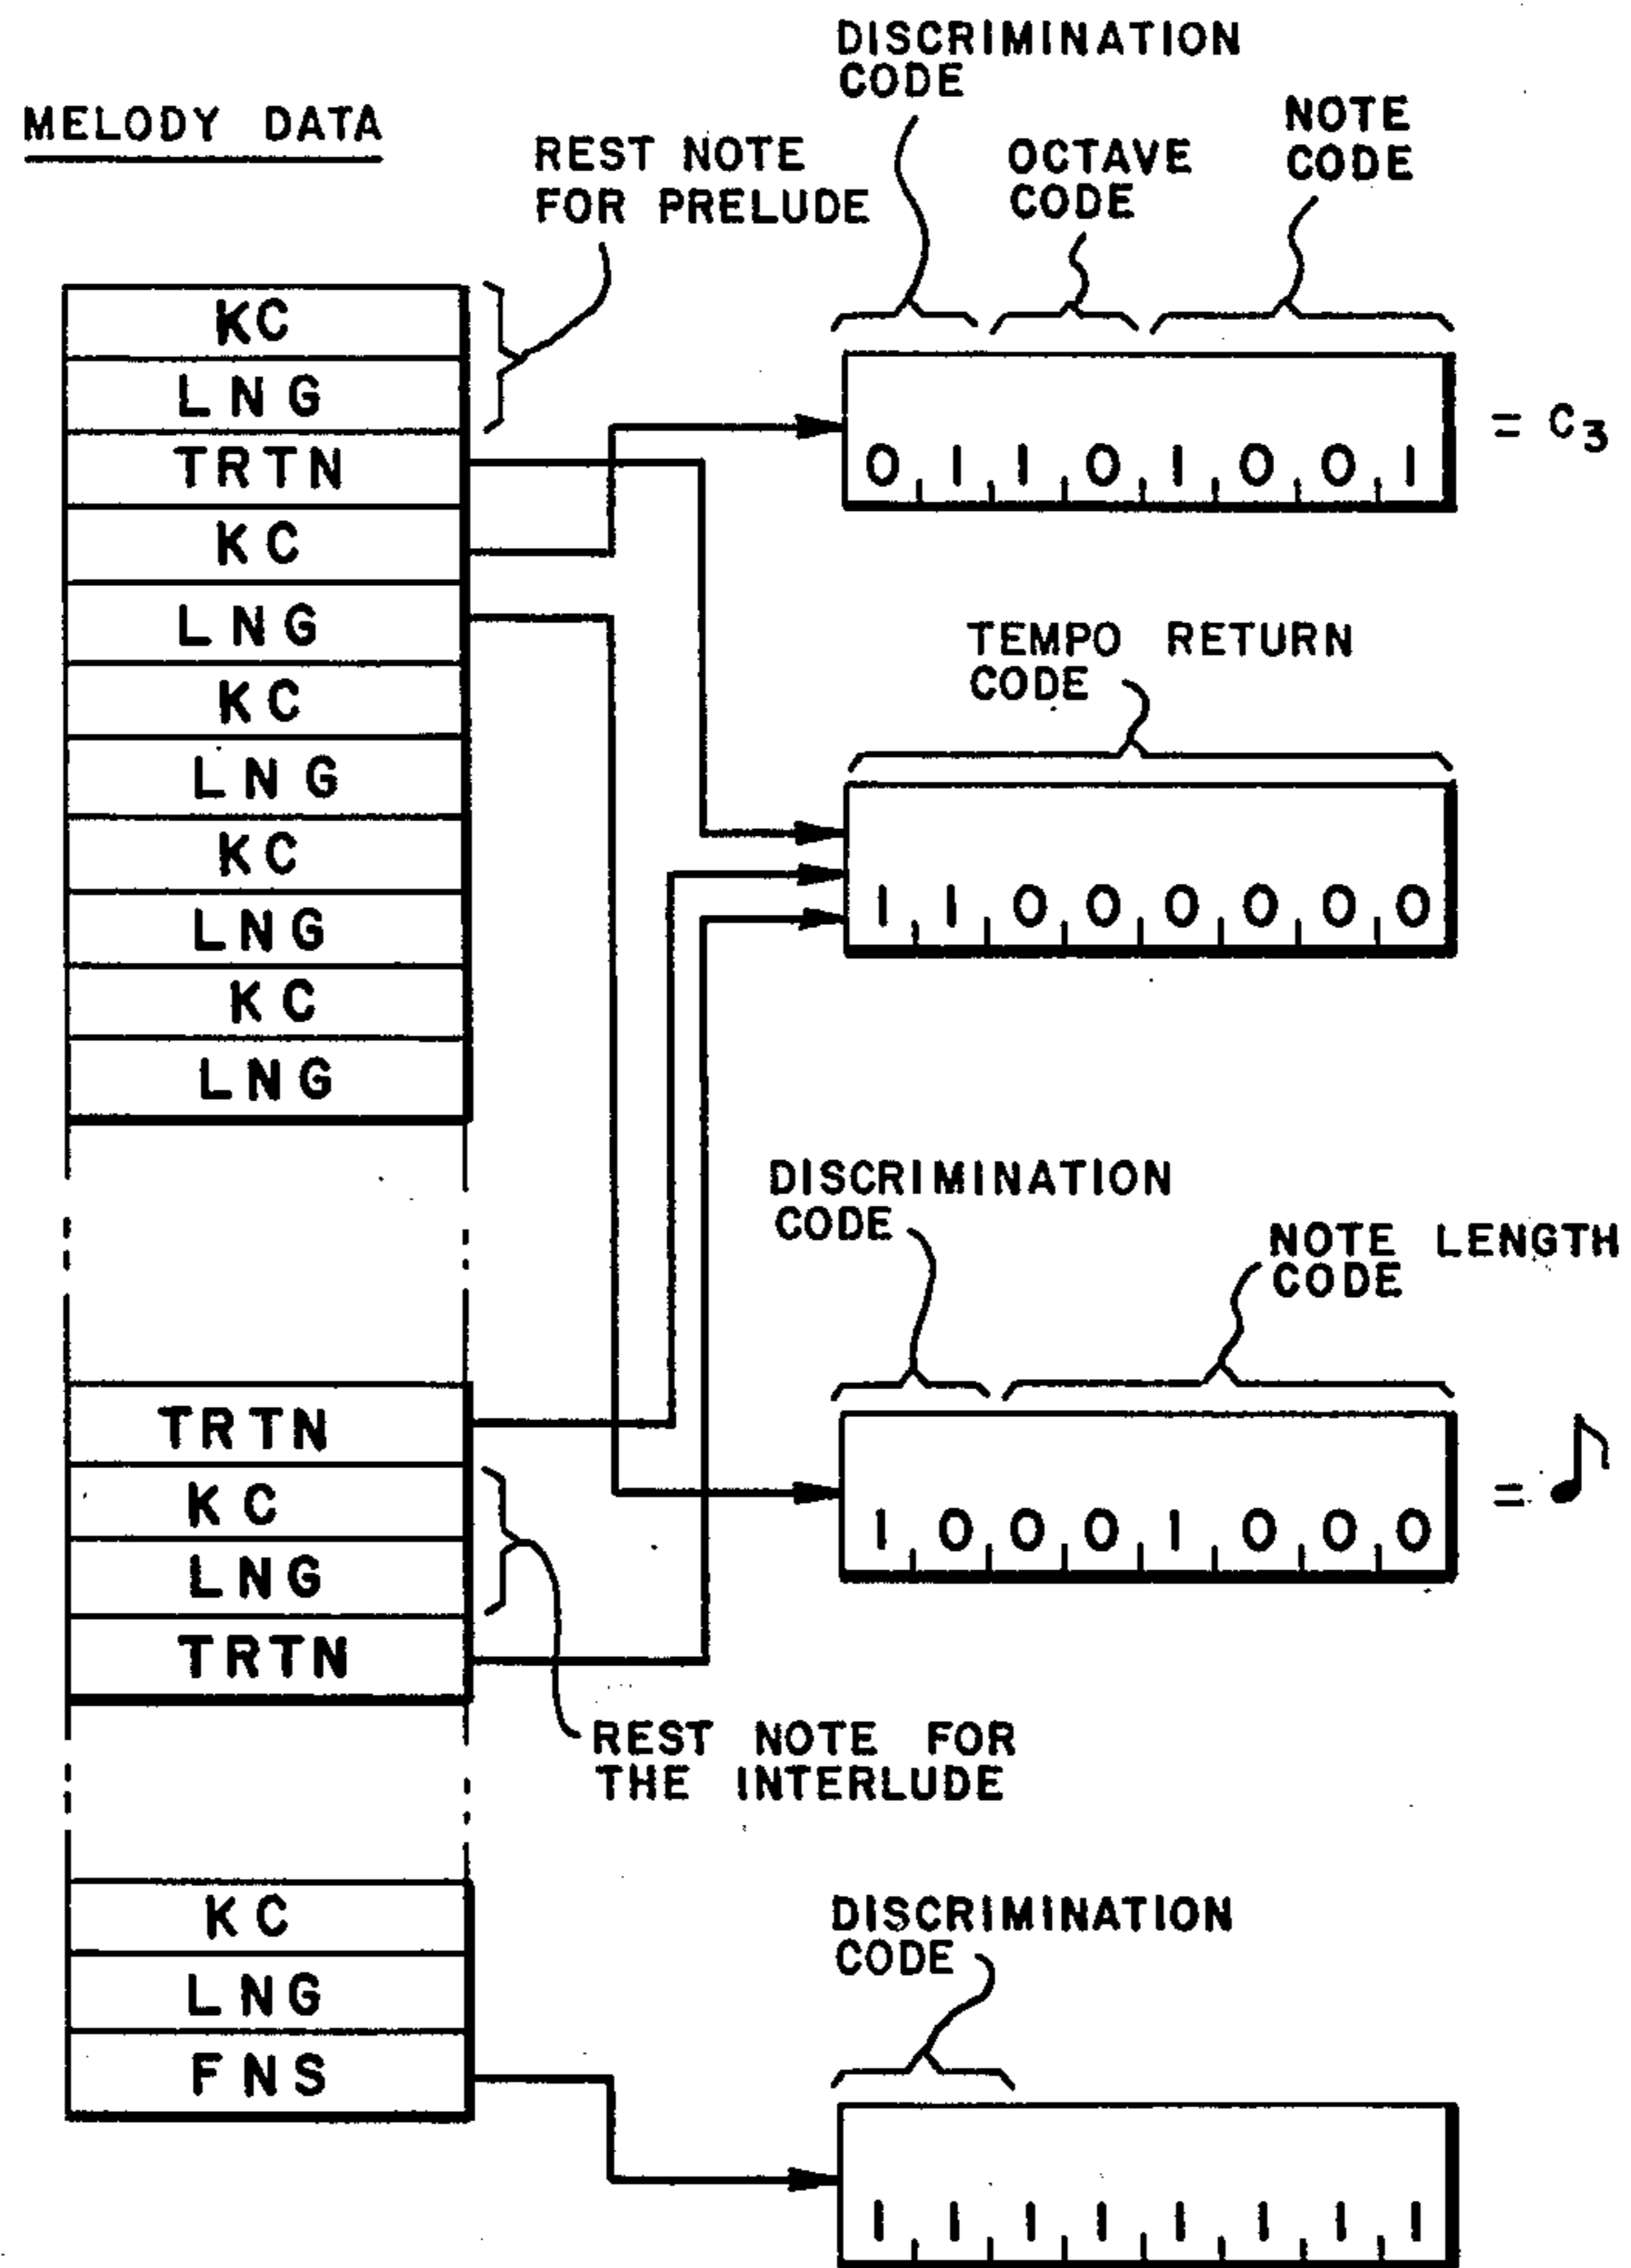 MELODY DATA
DISCRIMINATION
CODE
REST NOTE
FOR PRELUDE
OCTAVE
CODE
NOTE
CODE
KC
LNG
TRTN
KC
LNG
KC
LNG
KC
LNG
KC
LNG
0 1 1 0 1 0 0 1
= C3
TEMPO RETURN
CODE
1 1 0 0 0 0 0 0
DISCRIMINATION
CODE
NOTE LENGTH
CODE
TRTN
KC
LNG
TRTN
1 0 0 0 1 0 0 0
= ♪
REST NOTE FOR
THE INTERLUDE
KC
LNG
FNS
DISCRIMINATION
CODE
1 1 1 1 1 1 1 1